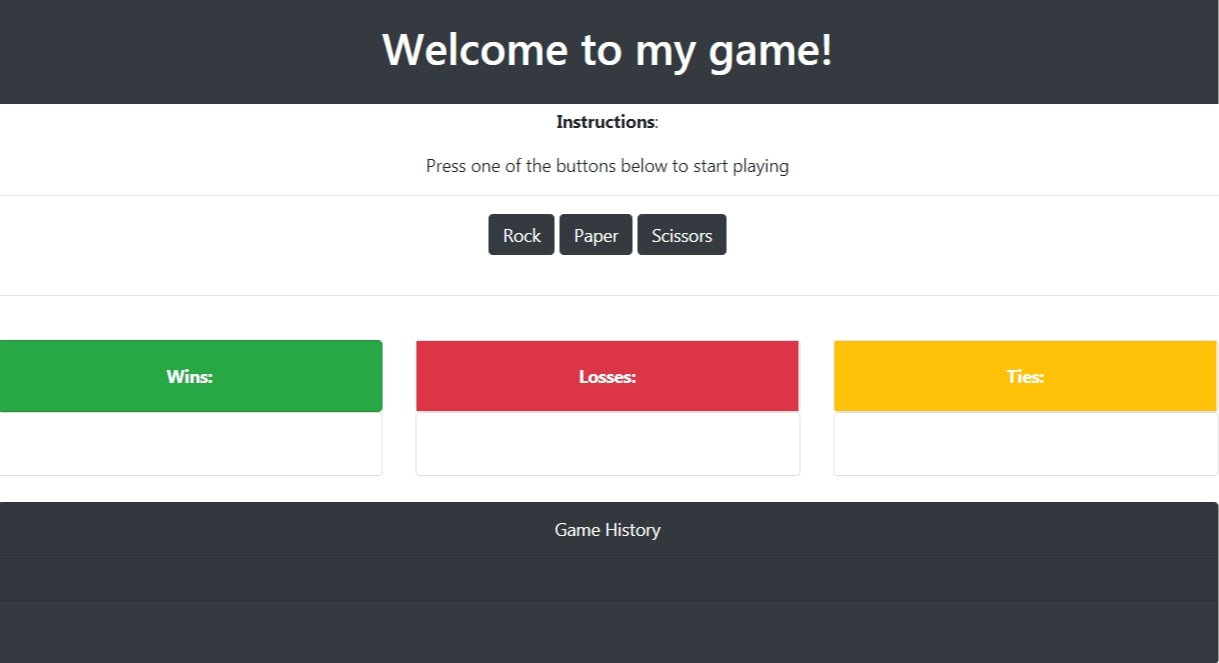 Welcome to my game!
Instructions:
Press one of the buttons below to start playing
Rock Paper Scissors
Wins: Losses: Ties:
Game History